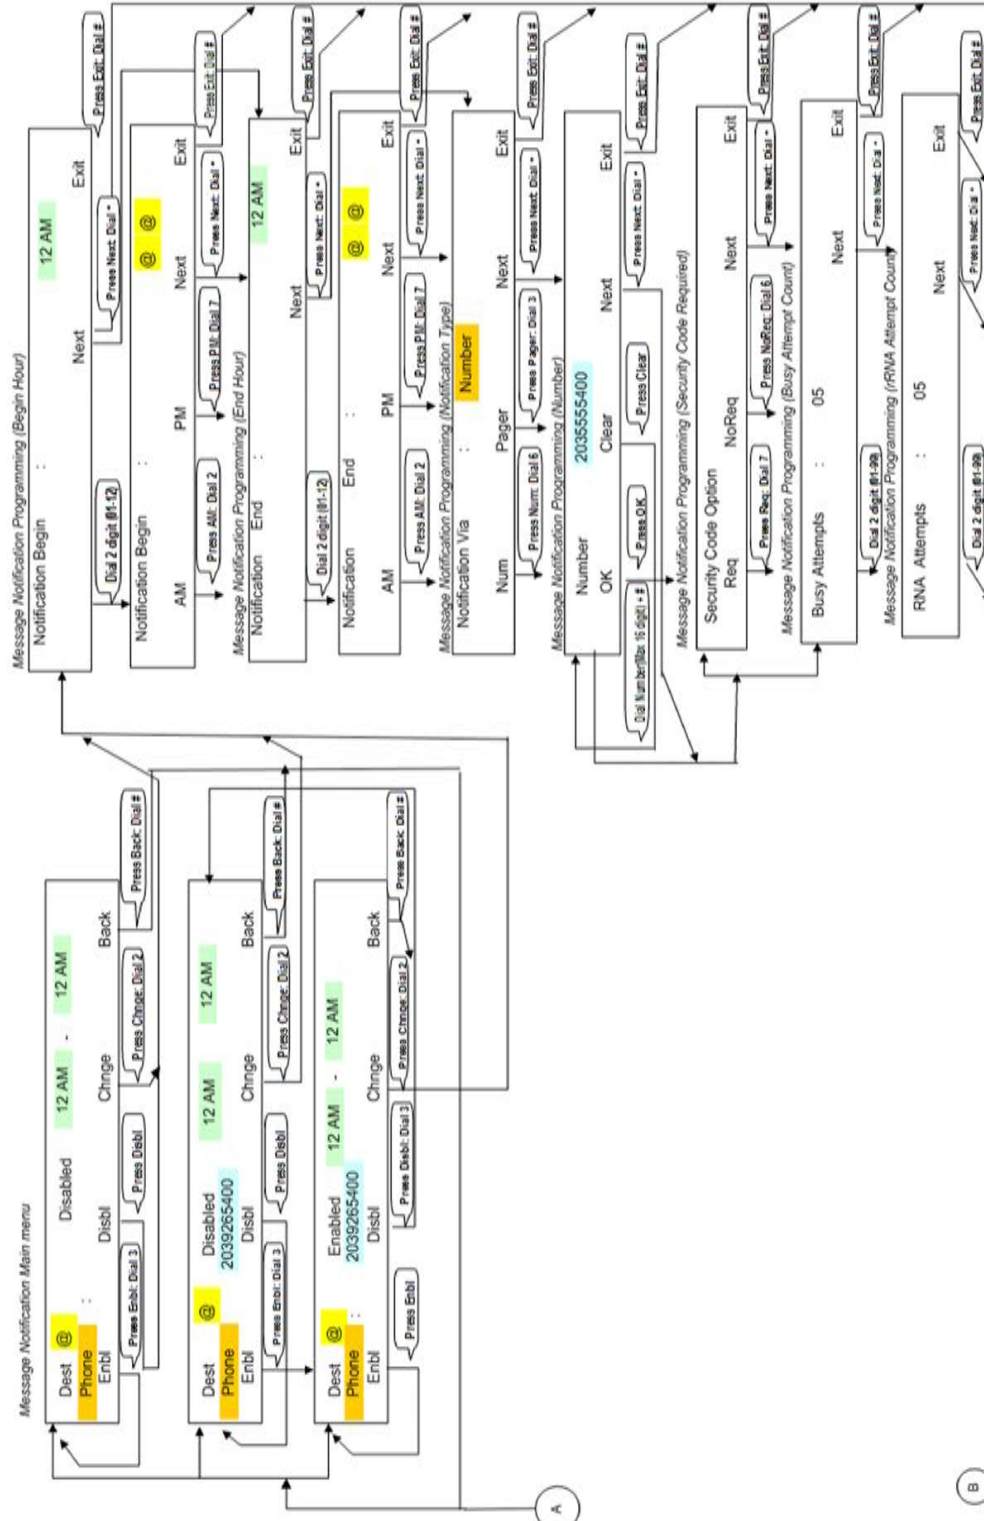 Message Notification Main menu
Dest @ Disabled 12 AM - 12 AM
Phone :
Enbl Disbl Chnge Back
Press Enbl: Dial 3
Press Disbl
Press Chnge: Dial 2
Press Back: Dial #
Dest @ Disabled 12 AM 12 AM
Phone 2039265400
Enbl Disbl Chnge Back
Press Enbl: Dial 3
Press Disbl
Press Chnge: Dial 2
Press Back: Dial #
Dest @ Enabled 12 AM - 12 AM
Phone : 2039265400
Enbl Disbl Chnge Back
Press Enbl
Press Disbl: Dial 3
Press Chnge: Dial 2
Press Back: Dial #
A
B
Message Notification Programming (Begin Hour)
Notification Begin : 12 AM
Next Exit
Dial 2 digit (01-12)
Press Next: Dial *
Press Exit: Dial #
Notification Begin : @ @
AM PM Next Exit
Press AM: Dial 2
Press PM: Dial 7
Press Next: Dial *
Press Exit: Dial #
Message Notification Programming (End Hour)
Notification End : 12 AM
Next Exit
Dial 2 digit (01-12)
Press Next: Dial *
Press Exit: Dial #
Notification End : @ @
AM PM Next Exit
Press AM: Dial 2
Press PM: Dial 7
Press Next: Dial *
Press Exit: Dial #
Message Notification Programming (Notification Type)
Notification Via : Number
Num Pager Next Exit
Press Num: Dial 6
Press Pager: Dial 3
Press Next: Dial *
Press Exit: Dial #
Message Notification Programming (Number)
Number 2035555400
OK Clear Next Exit
Dial Number(Max 16 digit) + #
Press OK
Press Clear
Press Next: Dial *
Press Exit: Dial #
Message Notification Programming (Security Code Required)
Security Code Option
Req NoReq Next Exit
Press Req: Dial 7
Press NoReq: Dial 6
Press Next: Dial *
Press Exit: Dial #
Message Notification Programming (Busy Attempt Count)
Busy Attempts : 05
Next Exit
Dial 2 digit (01-99)
Press Next: Dial *
Press Exit: Dial #
Message Notification Programming (rRNA Attempt Count)
RNA Attempts : 05
Next Exit
Dial 2 digit (01-99)
Press Next: Dial *
Press Exit: Dial #